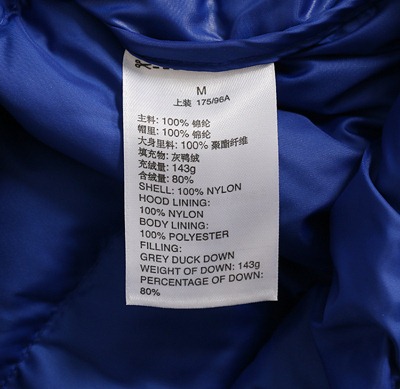 M
上装 175/96A
主料: 100% 锦纶
帽里: 100% 锦纶
大身里料: 100% 聚酯纤维
填充物: 灰鸭绒
充绒量: 143g
含绒量: 80%
SHELL: 100% NYLON
HOOD LINING:
100% NYLON
BODY LINING:
100% POLYESTER
FILLING:
GREY DUCK DOWN
WEIGHT OF DOWN: 143g
PERCENTAGE OF DOWN:
80%